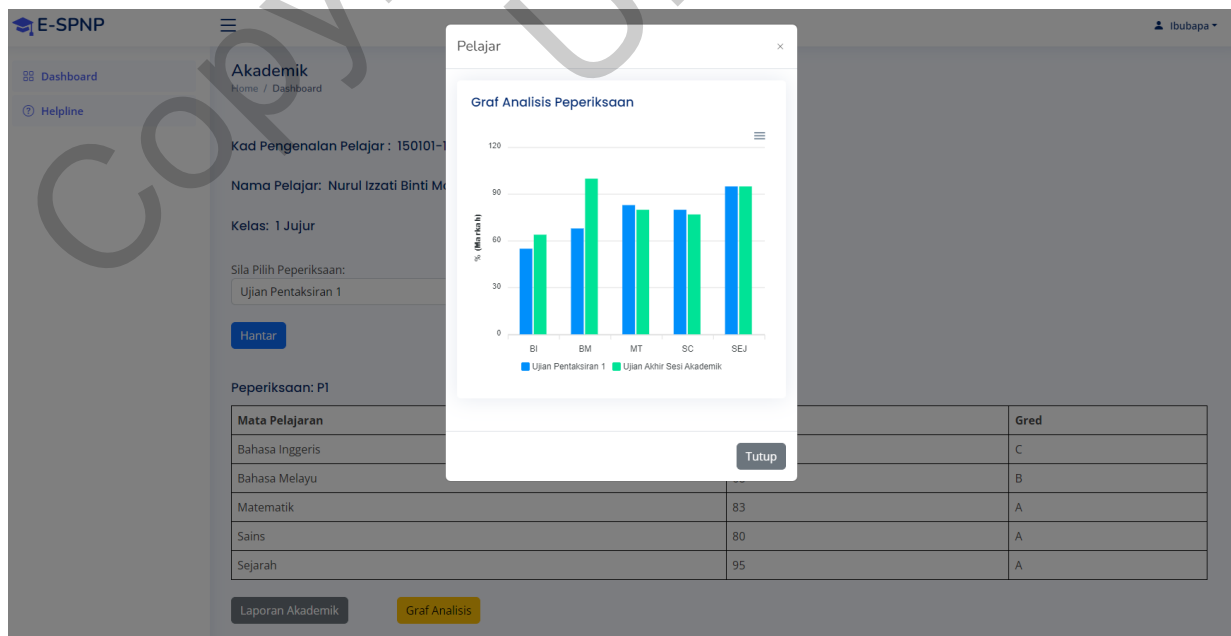 E-SPNP
Ibubapa
Dashboard
Helpline
Akademik
Home / Dashboard
Kad Pengenalan Pelajar : 150101-1
Nama Pelajar: Nurul Izzati Binti
Kelas: 1 Jujur
Sila Pilih Peperiksaan:
Ujian Pentaksiran 1
Hantar
Peperiksaan: P1
Mata Pelajaran Gred
Bahasa Inggeris C
Bahasa Melayu B
Matematik 83 A
Sains 80 A
Sejarah 95 A
Laporan Akademik Graf Analisis
Pelajar ×
Graf Analisis Peperiksaan
% (Markah)
120
90
60
30
0
BI BM MT SC SEJ
Ujian Pentaksiran 1 Ujian Akhir Sesi Akademik
Tutup
Copy